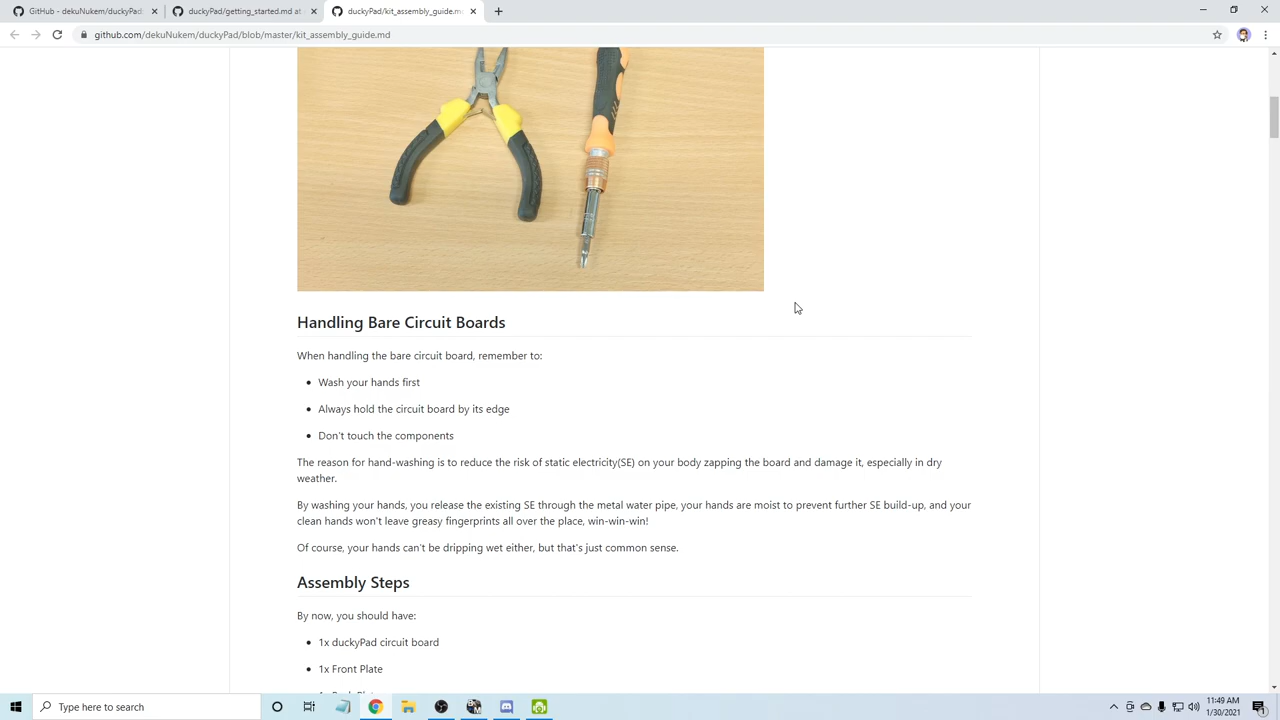 GitHub - dekuNukem/duckyPad:
duckyPad/getting_started.md at
duckyPad/kit_assembly_guide.m
github.com/dekuNukem/duckyPad/blob/master/kit_assembly_guide.md
Handling Bare Circuit Boards
When handling the bare circuit board, remember to:
• Wash your hands first
• Always hold the circuit board by its edge
• Don't touch the components
The reason for hand-washing is to reduce the risk of static electricity(SE) on your body zapping the board and damage it, especially in dry
weather.
By washing your hands, you release the existing SE through the metal water pipe, your hands are moist to prevent further SE build-up, and your
clean hands won't leave greasy fingerprints all over the place, win-win-win!
Of course, your hands can't be dripping wet either, but that's just common sense.
Assembly Steps
By now, you should have:
• 1x duckyPad circuit board
• 1x Front Plate
Type here to search
11:49 AM
1/30/2021